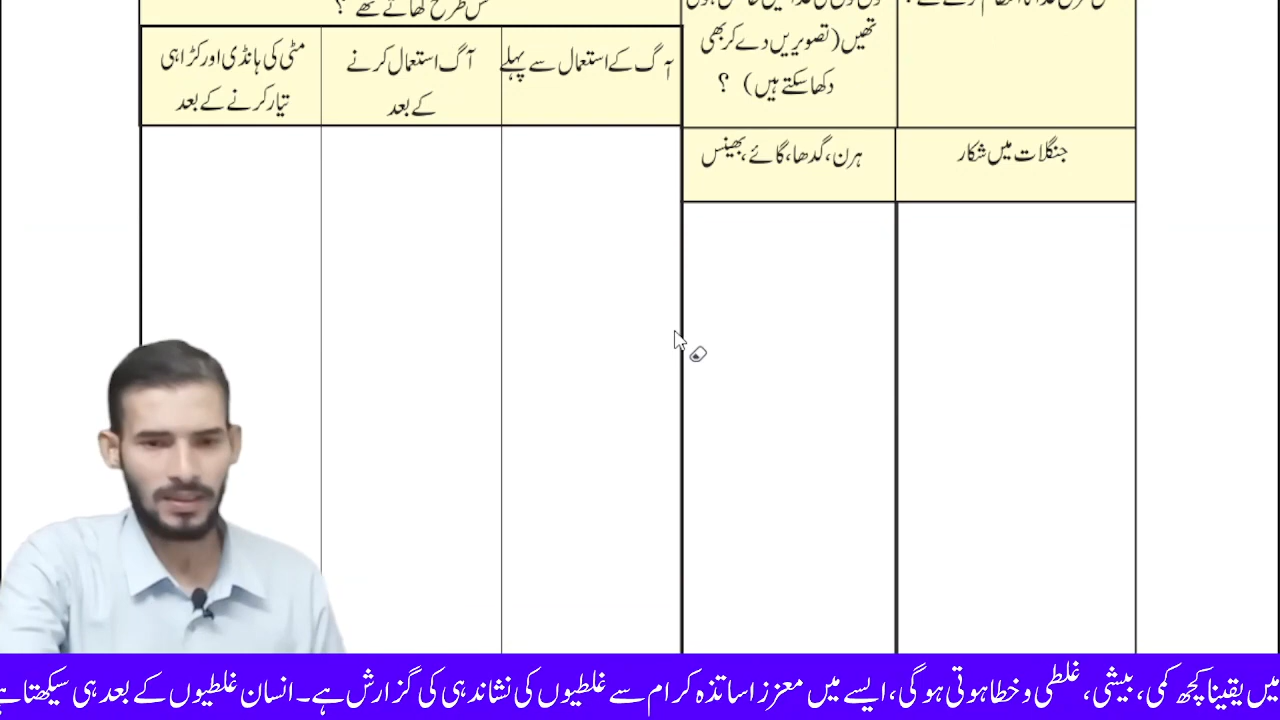 تھیں (تصویریں دے کر بھی
دکھا سکتے ہیں) ؟
جنگلات میں شکار
ہرن، گدھا، گائے، بھینس
طرح کھاتے تھے ؟
آگ کے استعمال سے پہلے
آگ استعمال کرنے
کے بعد
مٹی کی ہانڈی اور کڑاہی
تیار کرنے کے بعد
میں یقینا کچھ کمی، بیشی، غلطی و خطا ہوتی ہوگی، ایسے میں معزز اساتذہ کرام سے غلطیوں کی نشاندہی کی گزارش ہے۔ انسان غلطیوں کے بعد ہی سیکھتا ہے